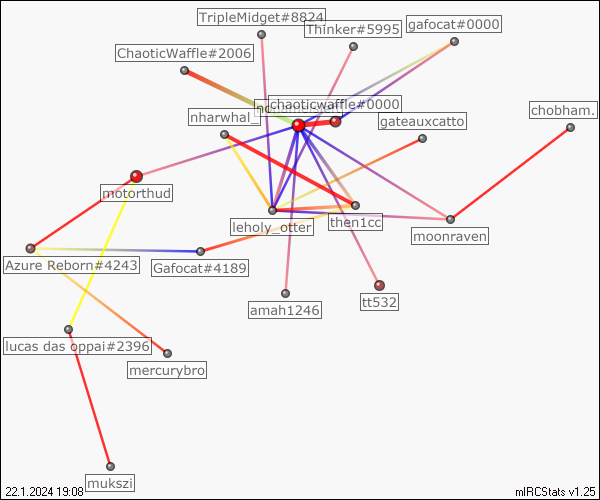 TripleMidget#8824
Thinker#5995
gafocat#0000
ChaoticWaffle#2006
chaoticwaffle#0000
nharwhal_
gateauxcatto
chobham.
motorthud
leholy_otter
then1cc
moonraven
Azure Reborn#4243
Gafocat#4189
amah1246
tt532
lucas das oppai#2396
mercurybro
mukszi
22.1.2024 19:08
mIRCStats v1.25